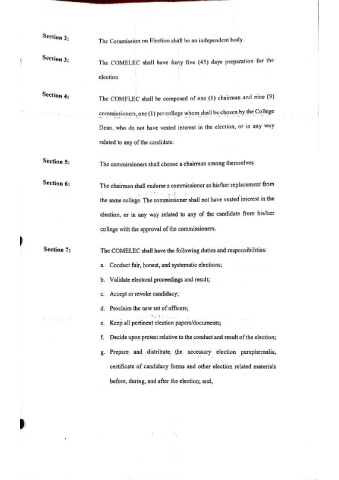 Section 2: The Commission on Election shall be an independent body.
Section 3: The COMELEC shall have forty five (45) days preparation for the
election.
Section 4: The COMELEC shall be composed of one (1) chairman and nine (9)
commissioners, one (1) per college whom shall be chosen by the College
Dean, who do not have vested interest in the election, or in any way
related to any of the candidate.
Section 5: The commissioners shall choose a chairman among themselves.
Section 6: The chairman shall endorse a commissioner as his/her replacement from
the same college. The commissioner shall not have vested interest in the
election, or in any way related to any of the candidate from his/her
college with the approval of the commissioners.
Section 7: The COMELEC shall have the following duties and responsibilities:
a. Conduct fair, honest, and systematic elections;
b. Validate electoral proceedings and result;
c. Accept or revoke candidacy;
d. Proclaim the new set of officers;
e. Keep all pertinent election papers/documents;
f. Decide upon protest relative to the conduct and result of the election;
g. Prepare and distribute the necessary election paraphernalia,
certificate of candidacy forms and other election related materials
before, during, and after the election; and,